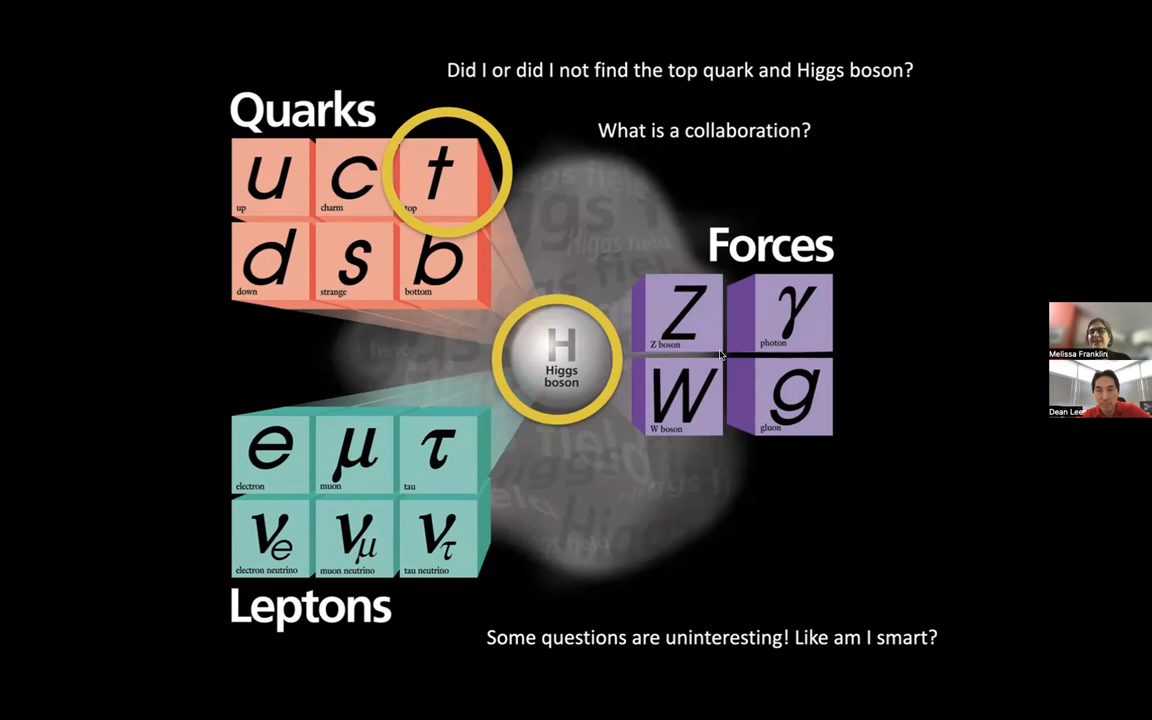 Did I or did I not find the top quark and Higgs boson?
Quarks
What is a collaboration?
u c t
up charm top
d s b
down strange bottom
Higgs field
Forces
Z γ
Z boson photon
H
Higgs
boson
W g
W boson gluon
Melissa Franklin
Dean Lee
e μ τ
electron muon tau
νe νμ ντ
electron neutrino muon neutrino tau neutrino
Leptons
Some questions are uninteresting! Like am I smart?